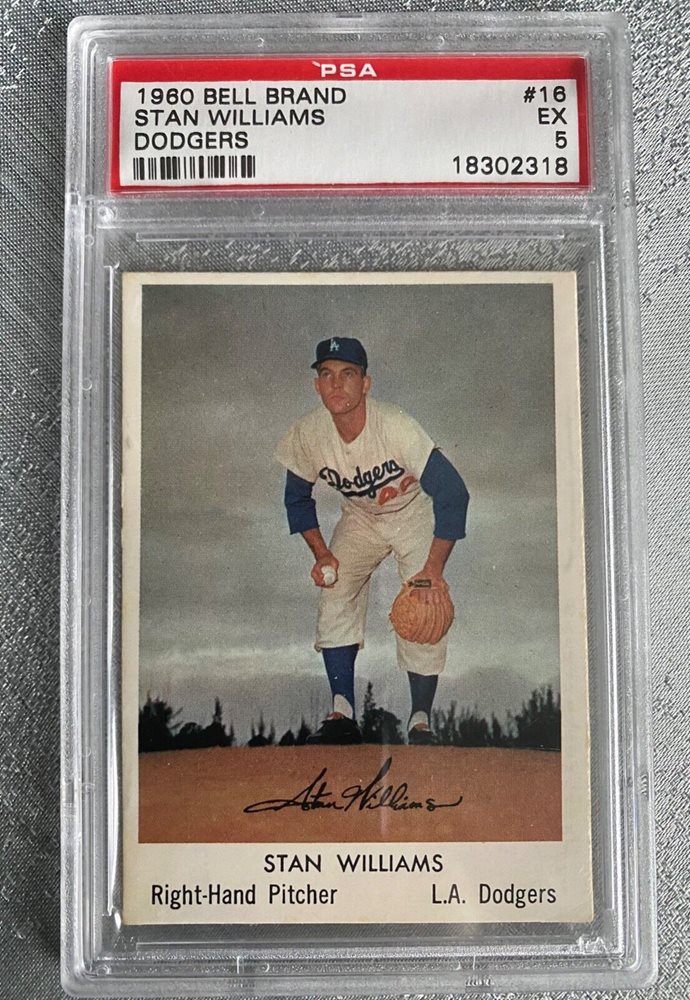 PSA
1960 BELL BRAND #16
STAN WILLIAMS EX
DODGERS 5
18302318
LA
Dodgers
Stan Williams
STAN WILLIAMS
Right-Hand Pitcher L.A. Dodgers